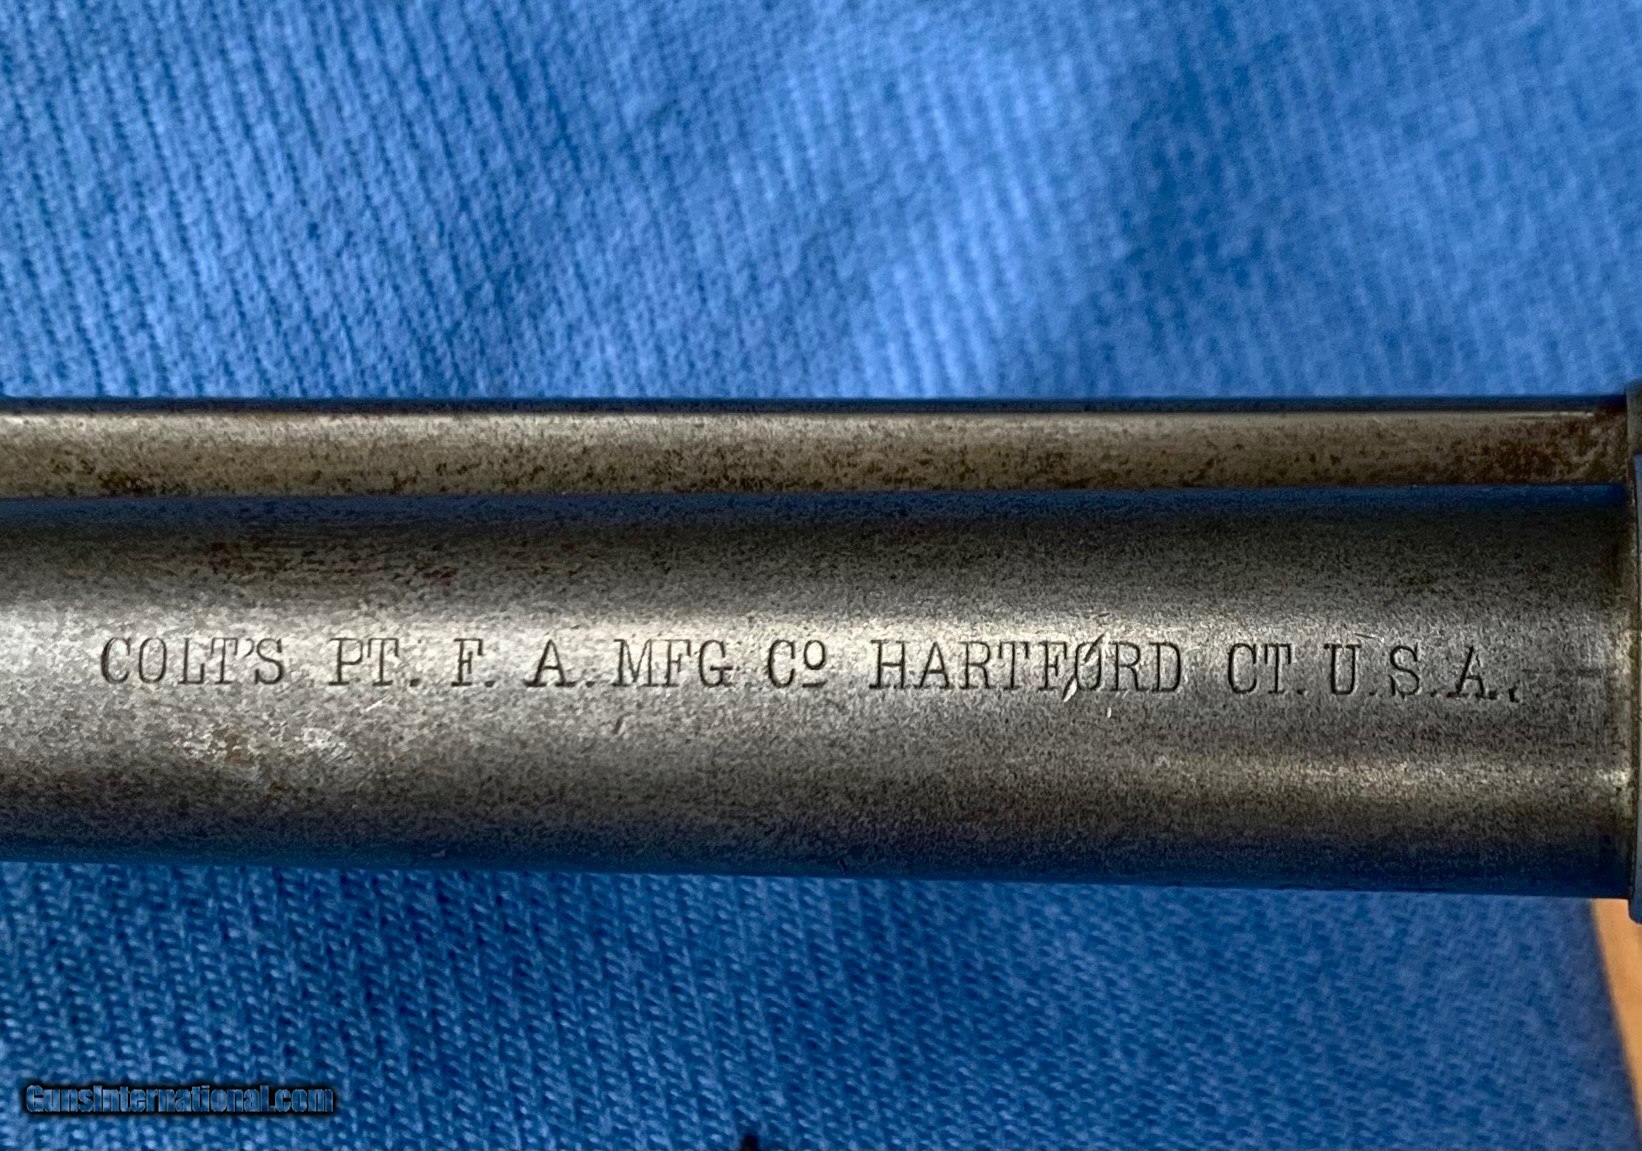 COLT'S PT. F. A. MFG Cº HARTFORD CT. U.S.A.
GunsInternational.com